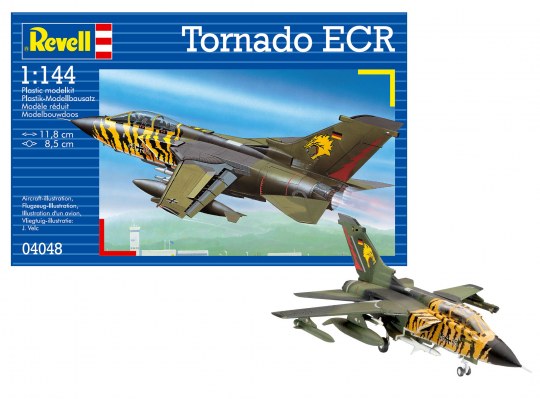 Revell
Tornado ECR
1:144
Plastic modelkit
Plastik-Modellbausatz
Modèle réduit
Modelbouwdoos
11,8 cm
8,5 cm
Aircraft-illustration,
Flugzeug-Illustration,
Illustration d'un avion,
Vliegtuig-illustratie:
J. Velc
04048